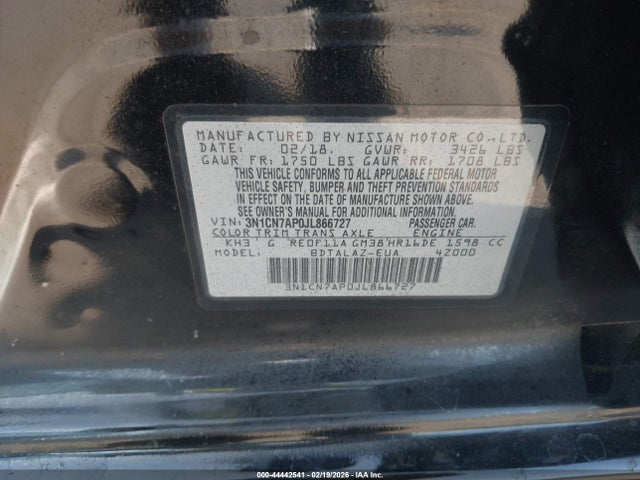 MANUFACTURED BY NISSAN MOTOR CO.,LTD.
DATE: 02/18. GVWR: 3426 LBS
GAWR FR: 1750 LBS GAWR RR: 1708 LBS
THIS VEHICLE CONFORMS TO ALL APPLICABLE FEDERAL MOTOR
VEHICLE SAFETY, BUMPER AND THEFT PREVENTION STANDARDS
IN EFFECT ON THE DATE OF MANUFACTURE SHOWN ABOVE.
SEE OWNER'S MANUAL FOR ADDITIONAL INFORMATION
VIN: 3N1CN7AP0JL866727 PASSENGER CAR.
COLOR TRIM TRANS AXLE ENGINE
KH3 G RE0F11A GM38 HR16DE 1598 CC
BDTALAZ-EUA 4Z000
3N1CN7AP0JL866727
000-44442541 - 02/19/2026 - IAA Inc.